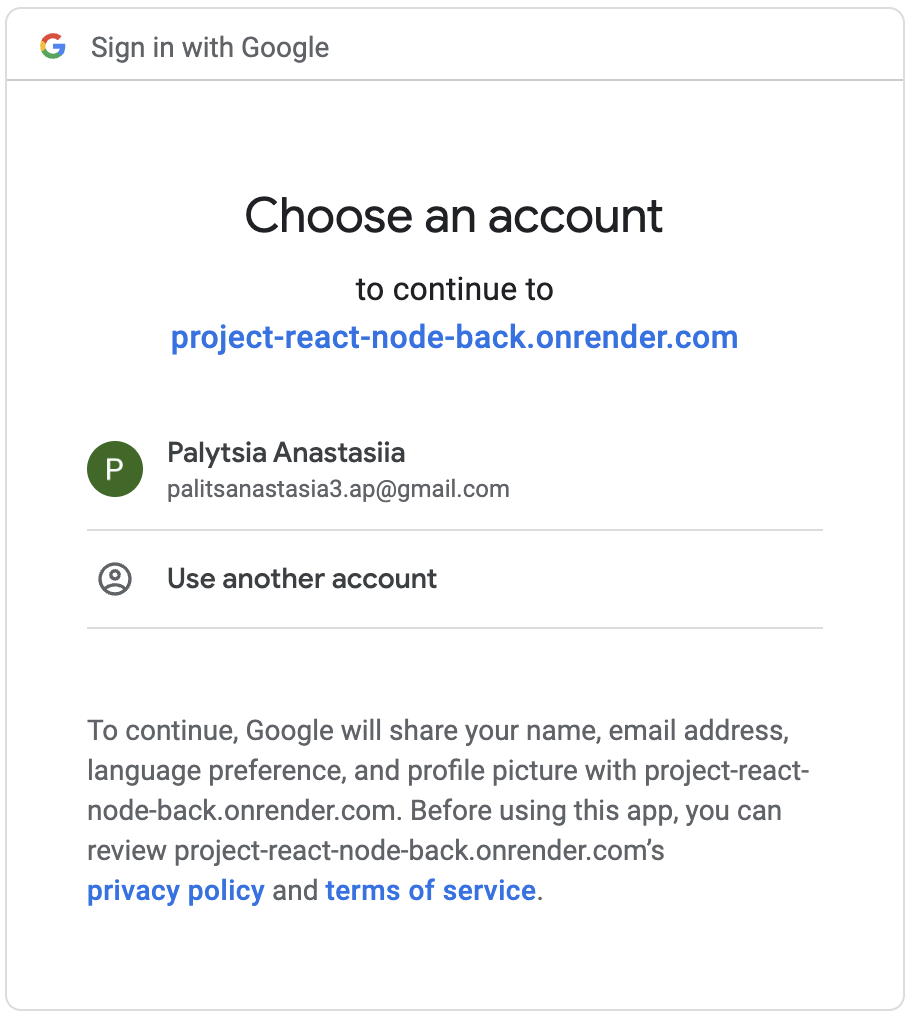 Sign in with Google
Choose an account
to continue to
project-react-node-back.onrender.com
P
Palytsia Anastasiia
palitsanastasia3.ap@gmail.com
Use another account
To continue, Google will share your name, email address,
language preference, and profile picture with project-react-
node-back.onrender.com. Before using this app, you can
review project-react-node-back.onrender.com’s
privacy policy and terms of service.